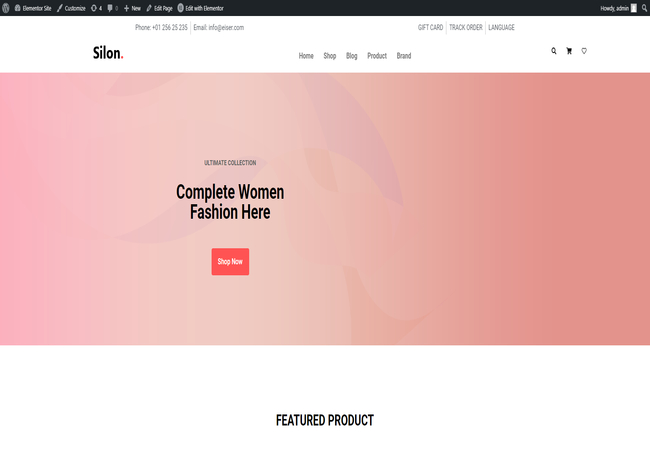 Elementor Site Customize 4 0 New Edit Page Edit with Elementor Howdy, admin
Phone: +01 256 25 235 Email: info@eiser.com GIFT CARD TRACK ORDER LANGUAGE
Silon. Home Shop Blog Product Brand
ULTIMATE COLLECTION
Complete Women
Fashion Here
Shop Now
FEATURED PRODUCT